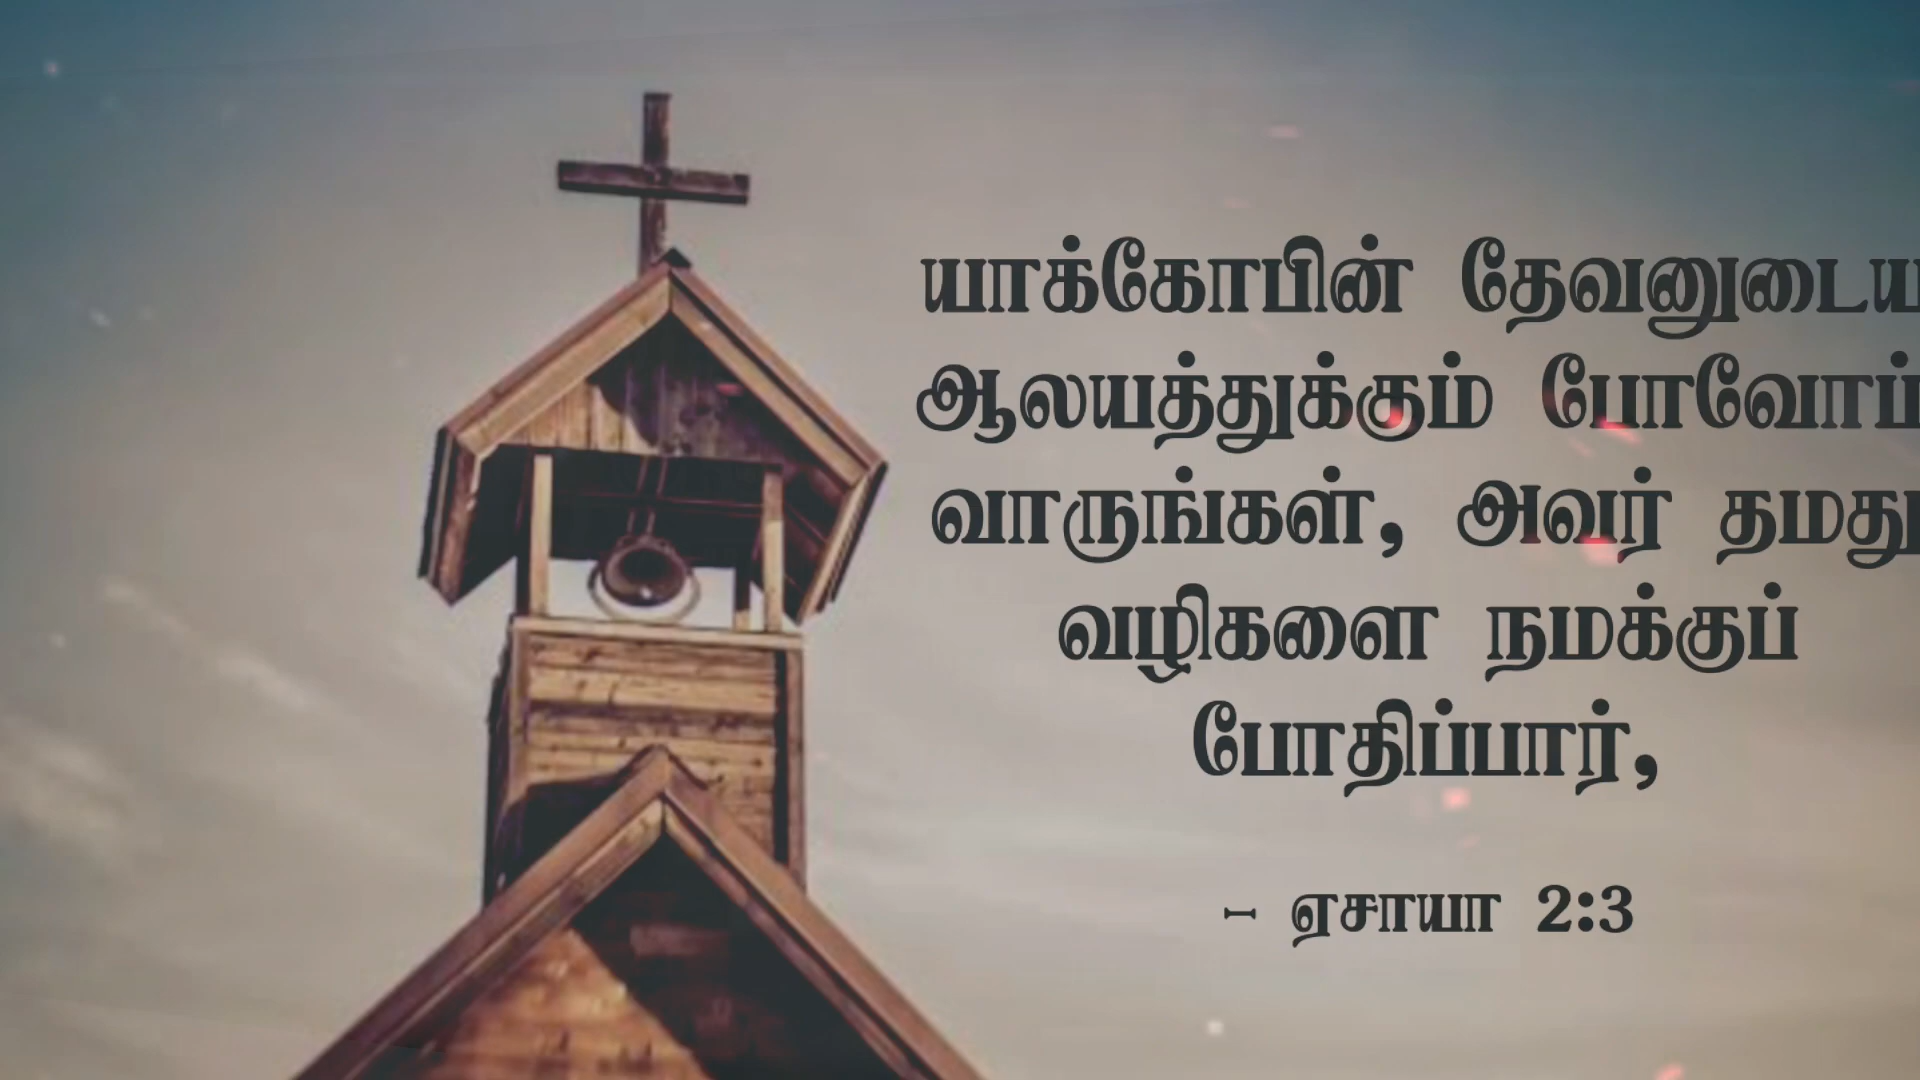 யாக்கோபின் தேவனுடைய
ஆலயத்துக்கும் போவோம்
வாருங்கள், அவர் தமது
வழிகளை நமக்குப்
போதிப்பார்,
- ஏசாயா 2:3